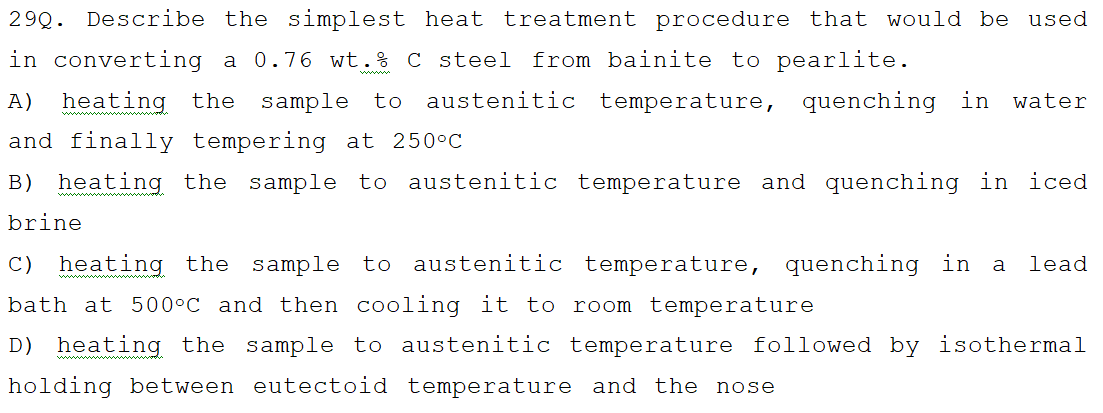 29Q. Describe the simplest heat treatment procedure that would be used
in converting a 0.76 wt.% C steel from bainite to pearlite.
A) heating the sample to austenitic temperature, quenching in water
and finally tempering at 250ºC
B) heating the sample to austenitic temperature and quenching in iced
brine
C) heating the sample to austenitic temperature, quenching in a lead
bath at 500ºC and then cooling it to room temperature
D) heating the sample to austenitic temperature followed by isothermal
holding between eutectoid temperature and the nose